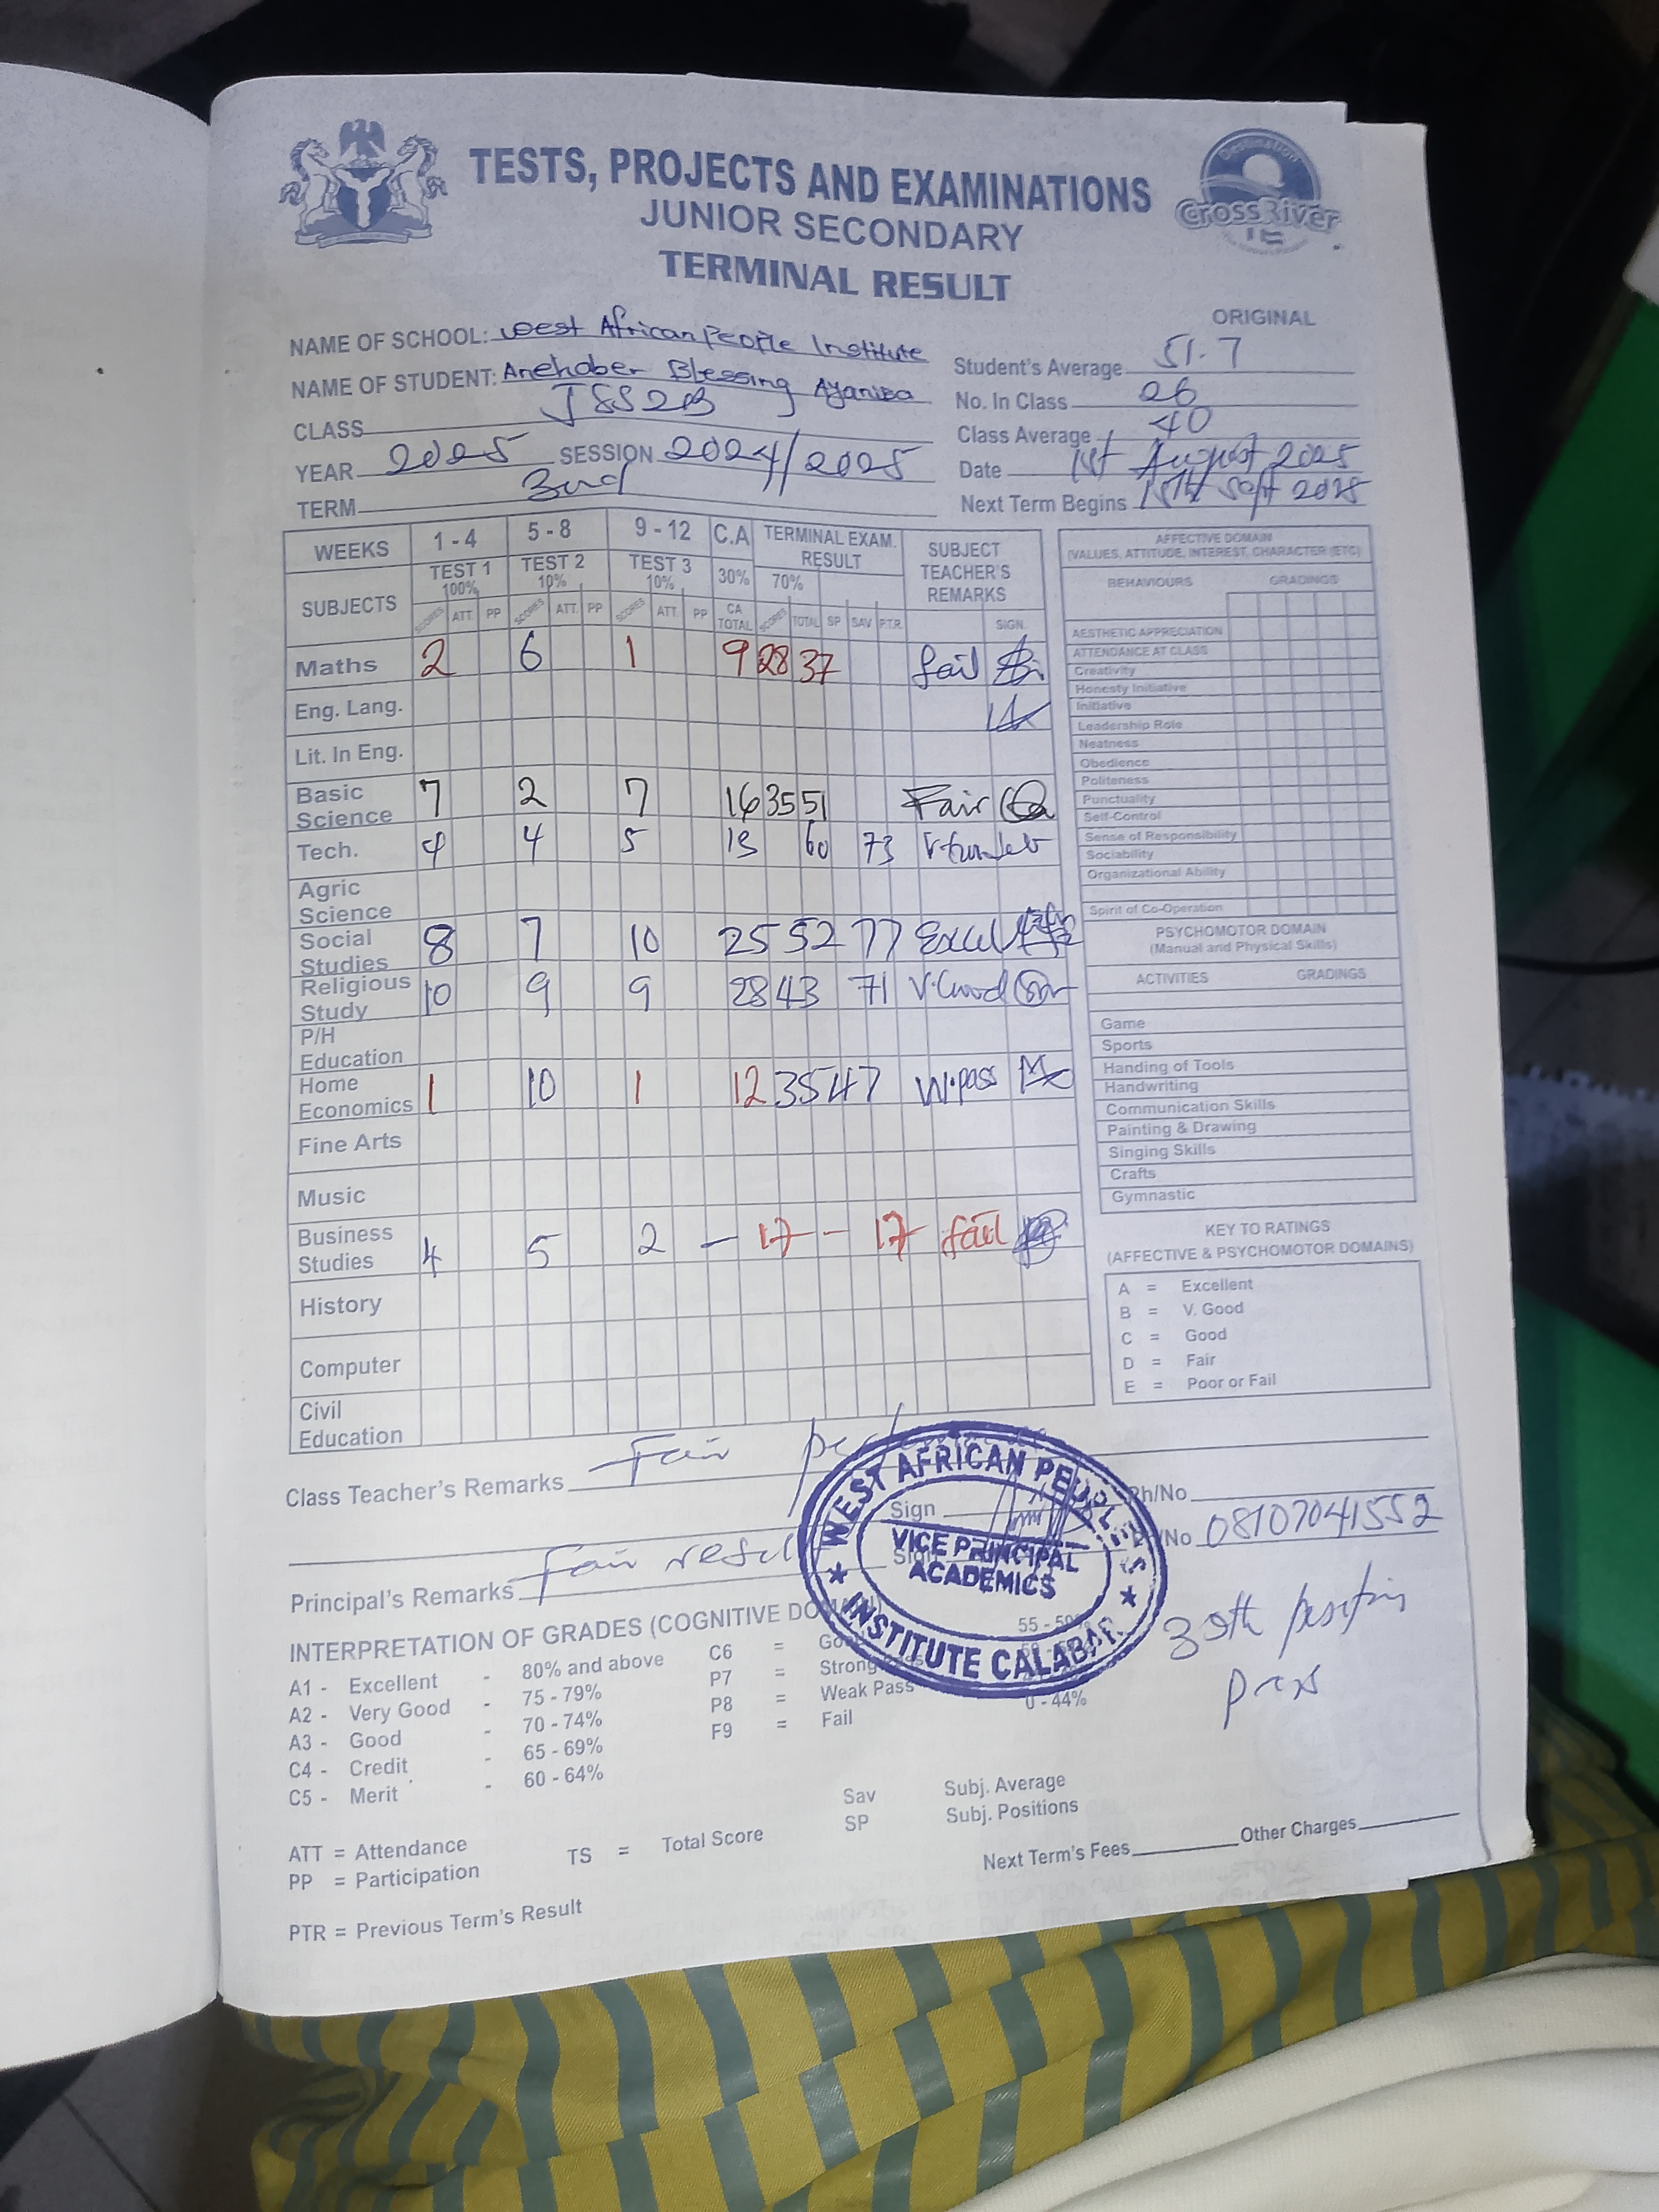 TESTS, PROJECTS AND EXAMINATIONS
JUNIOR SECONDARY
TERMINAL RESULT
Destination
CrossRiver
ORIGINAL
NAME OF SCHOOL: West African People Institute
NAME OF STUDENT: Blessing
CLASS JSS2B
YEAR 2025 SESSION 2024/2025
TERM 3rd
Student's Average 51.7
No. In Class 26
Class Average 40
Date 1st August 2025
Next Term Begins 15th Sept 2025
WEEKS 1 - 4 5 - 8 9 - 12 C.A TERMINAL EXAM. RESULT SUBJECT TEACHER'S REMARKS
SUBJECTS TEST 1 100% TEST 2 10% TEST 3 10% 30% 70%
SCORES ATT. PP SCORES ATT. PP SCORES ATT. PP CA TOTAL SCORES TOTAL SP SAV P.T.R. SIGN.
Maths 2 6 1 9 28 37 fail
Eng. Lang.
Lit. In Eng.
Basic Science 7 2 7 16 35 51 Fair
Tech. 4 4 5 13 60 73
Agric Science
Social Studies 8 7 10 25 52 77 Excel
Religious Study 10 9 9 28 43 71 V.Good
P/H Education
Home Economics 1 10 1 12 35 47 W.pass
Fine Arts
Music
Business Studies 4 5 2 - 17 - 17 fail
History
Computer
Civil Education
AFFECTIVE DOMAIN
(VALUES, ATTITUDE, INTEREST, CHARACTER (ETC)
BEHAVIOURS GRADINGS
AESTHETIC APPRECIATION
ATTENDANCE AT CLASS
Creativity
Honesty Initiative
Initiative
Leadership Role
Neatness
Obedience
Politeness
Punctuality
Self-Control
Sense of Responsibility
Sociability
Organizational Ability
Spirit of Co-Operation
PSYCHOMOTOR DOMAIN
(Manual and Physical Skills)
ACTIVITIES GRADINGS
Game
Sports
Handing of Tools
Handwriting
Communication Skills
Painting & Drawing
Singing Skills
Crafts
Gymnastic
KEY TO RATINGS
(AFFECTIVE & PSYCHOMOTOR DOMAINS)
A = Excellent
B = V. Good
C = Good
D = Fair
E = Poor or Fail
Class Teacher's Remarks Fair
Sign Ph/No
Principal's Remarks Fair result Sign Ph/No 08107041552
WEST AFRICAN PEOPLE'S
VICE PRINCIPAL
ACADEMICS
INSTITUTE CALABAR
position
INTERPRETATION OF GRADES (COGNITIVE DOMAIN)
A1 - Excellent - 80% and above
A2 - Very Good - 75 - 79%
A3 - Good - 70 - 74%
C4 - Credit - 65 - 69%
C5 - Merit - 60 - 64%
C6 = Good 55 - 59%
P7 = Strong Pass
P8 = Weak Pass
F9 = Fail 0 - 44%
ATT = Attendance
PP = Participation
TS = Total Score
Sav Subj. Average
SP Subj. Positions
PTR = Previous Term's Result
Next Term's Fees Other Charges